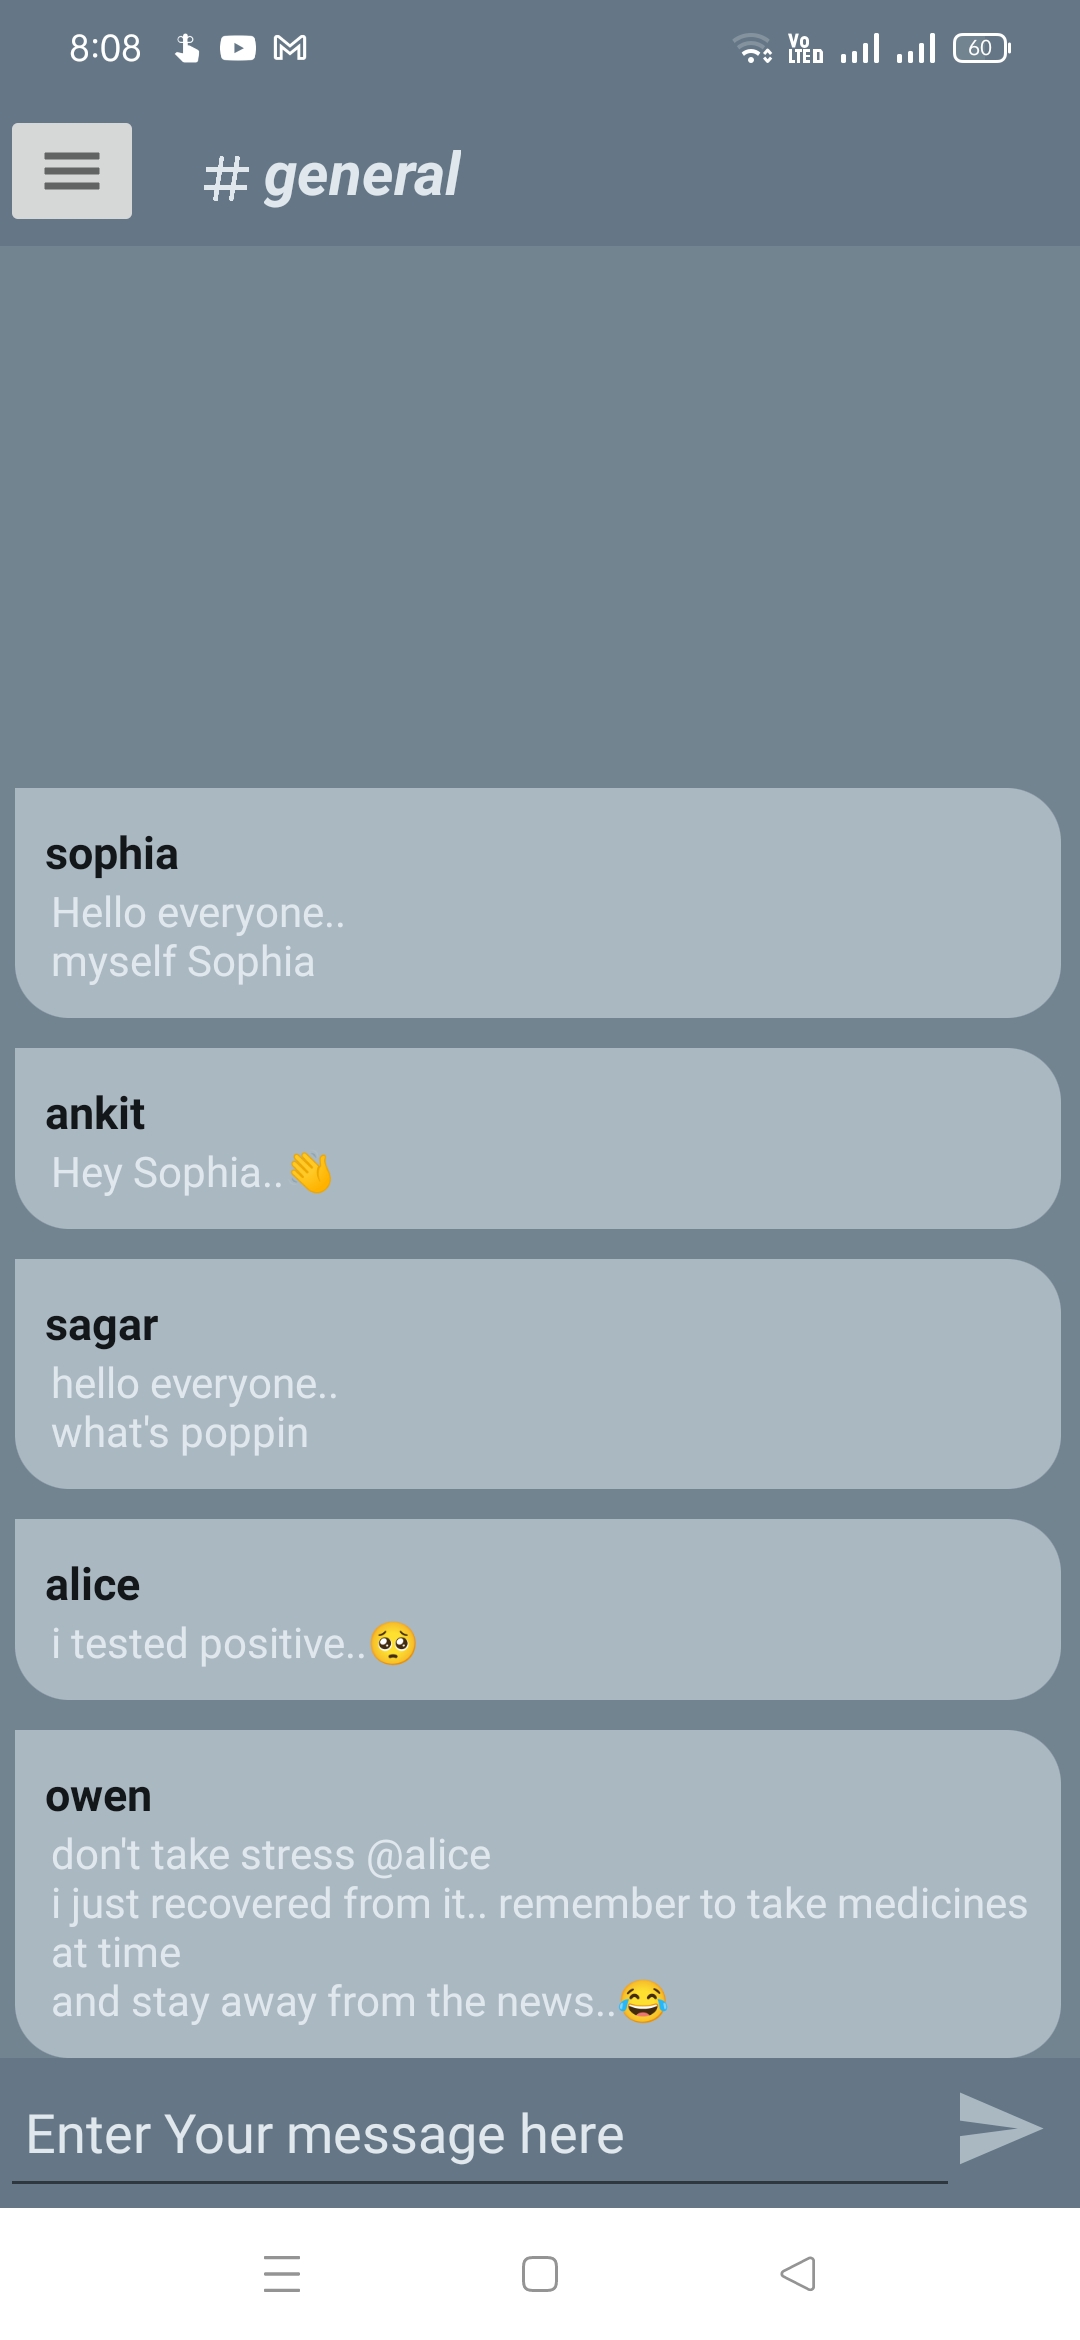 8:08 Vo LTED 60
# general
sophia
Hello everyone..
myself Sophia
ankit
Hey Sophia..👋
sagar
hello everyone..
what's poppin
alice
i tested positive..🥺
owen
don't take stress @alice
i just recovered from it.. remember to take medicines
at time
and stay away from the news..😂
Enter Your message here